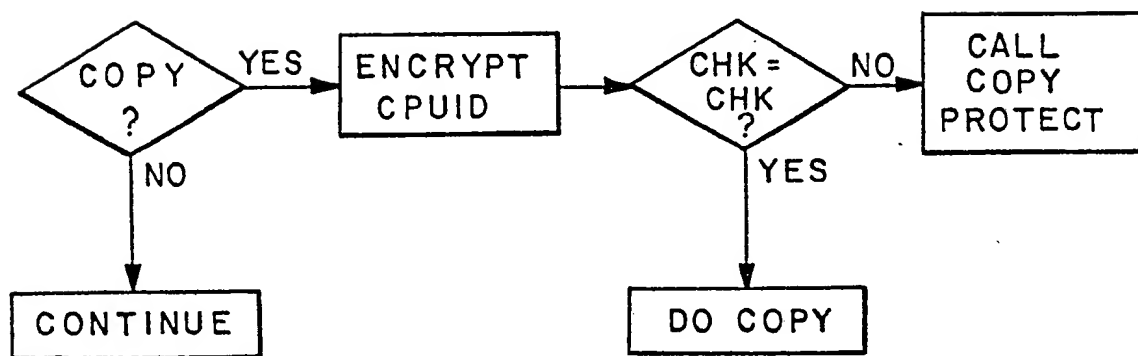 COPY
?
YES
NO
ENCRYPT
CPUID
CHK =
CHK
?
NO
YES
CALL
COPY
PROTECT
CONTINUE
DO COPY